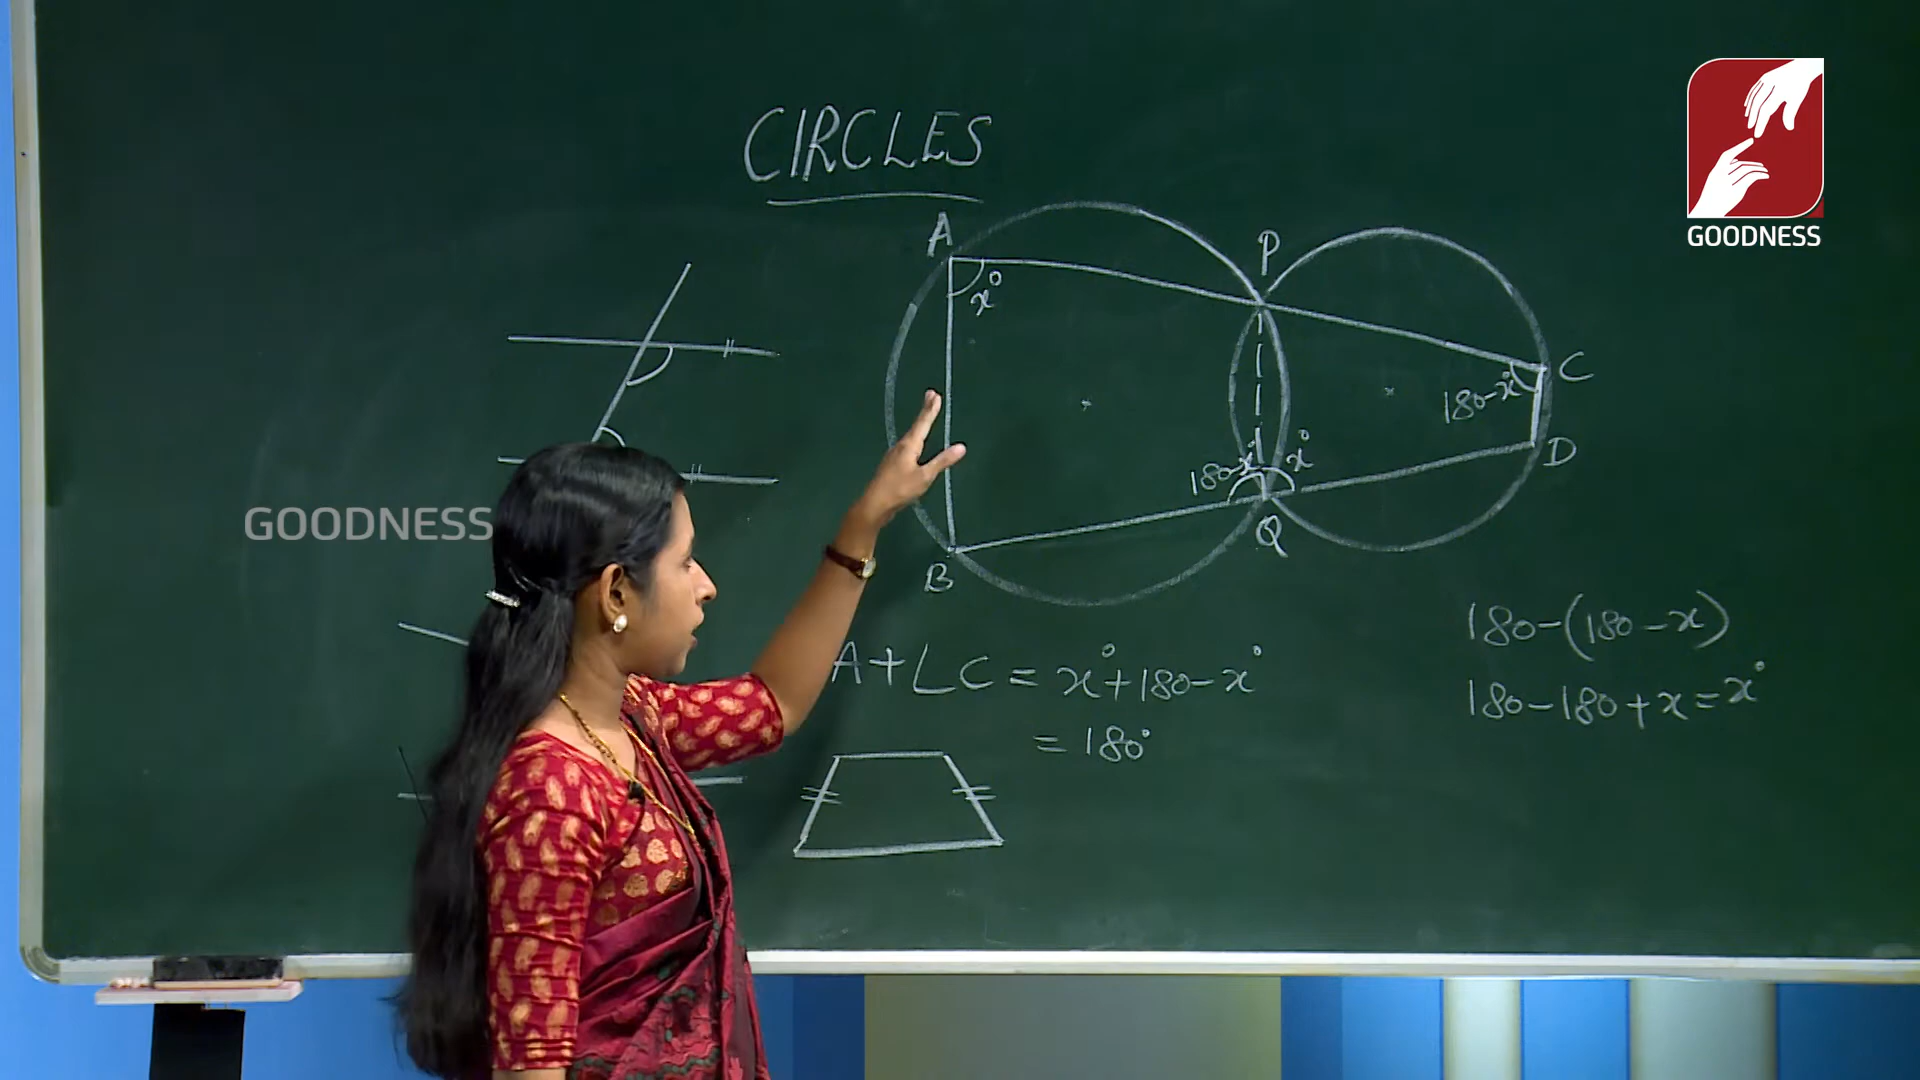 CIRCLES
GOODNESS
A
P
x°
C
180-x°
180-x° x°
D
Q
B
GOODNESS
A+∠C = x°+180-x°
= 180°
180-(180-x)
180-180+x=x°